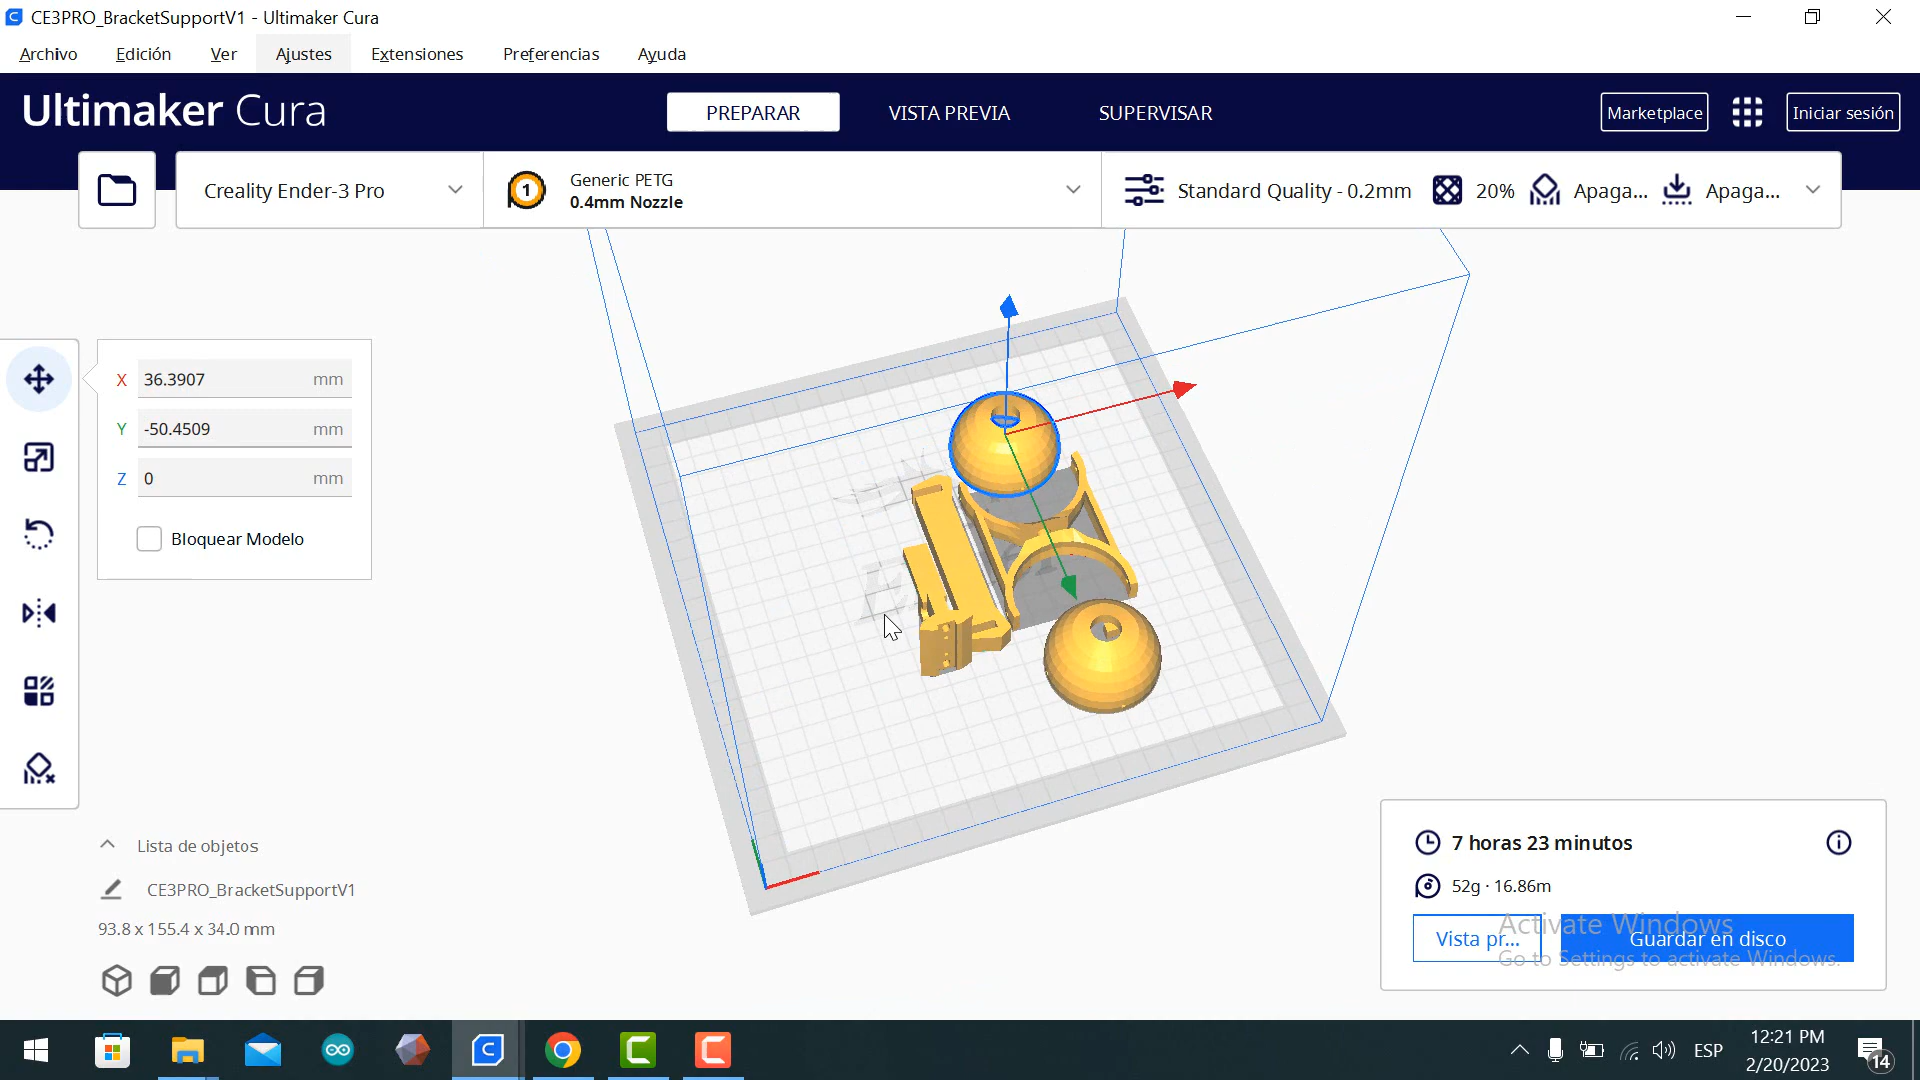 CE3PRO_BracketSupportV1 - Ultimaker Cura
Archivo Edición Ver Ajustes Extensiones Preferencias Ayuda
Ultimaker Cura
PREPARAR VISTA PREVIA SUPERVISAR
Marketplace
Iniciar sesión
Creality Ender-3 Pro
1
Generic PETG
0.4mm Nozzle
Standard Quality - 0.2mm 20% Apaga... Apaga...
X 36.3907 mm
Y -50.4509 mm
Z 0 mm
Bloquear Modelo
Lista de objetos
CE3PRO_BracketSupportV1
93.8 x 155.4 x 34.0 mm
7 horas 23 minutos
52g · 16.86m
Vista pr...
Guardar en disco
Activate Windows
Go to Settings to activate Windows.
ESP
12:21 PM
2/20/2023
14